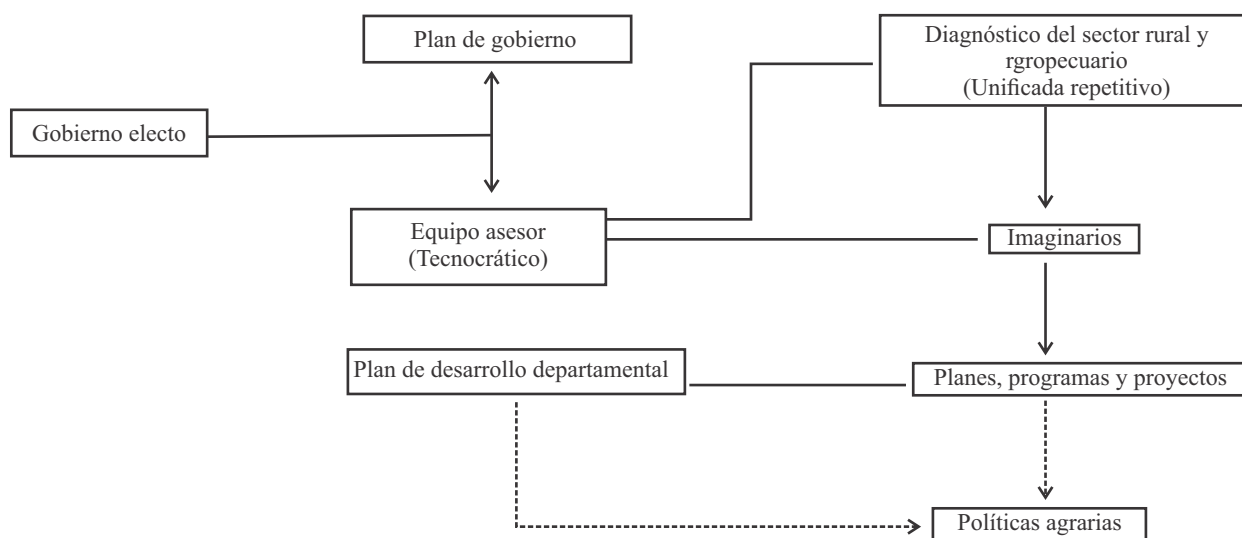 Plan de gobierno
Diagnóstico del sector rural y
rgropecuario
(Unificada repetitivo)
Gobierno electo
Equipo asesor
(Tecnocrático)
Imaginarios
Plan de desarrollo departamental
Planes, programas y proyectos
Políticas agrarias